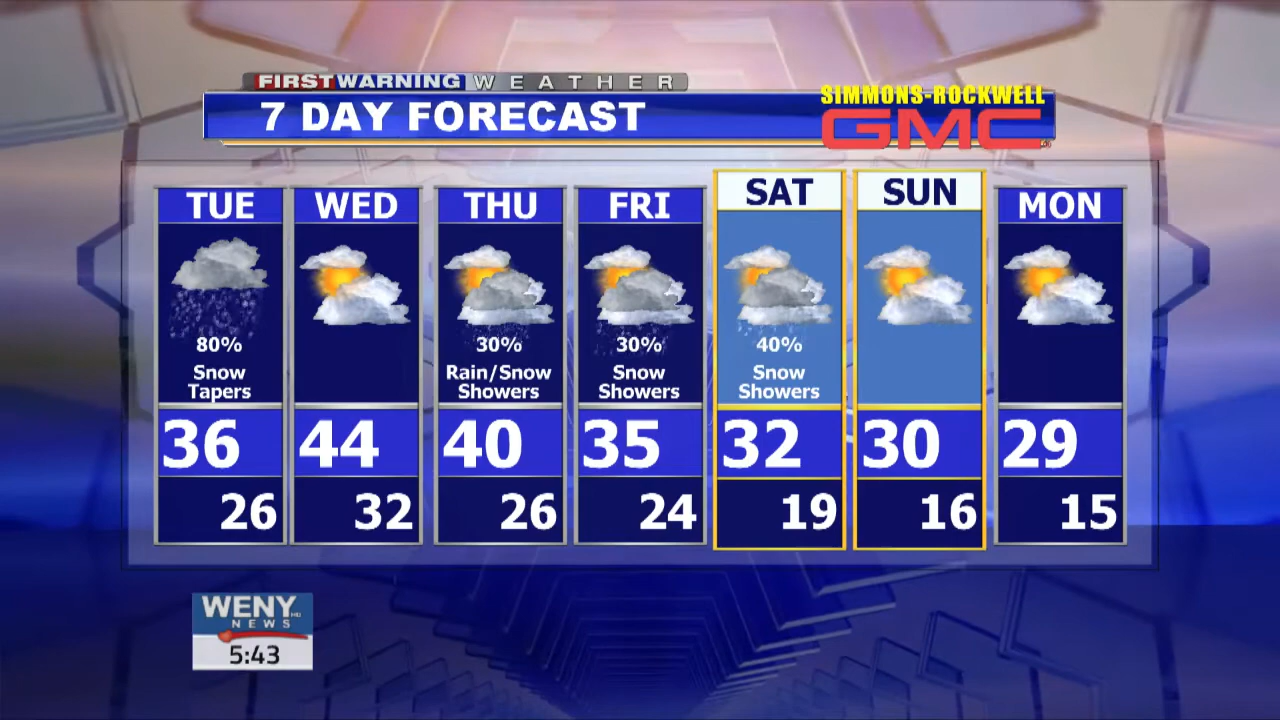 FIRST WARNING WEATHER
7 DAY FORECAST
SIMMONS-ROCKWELL
GMC
TUE WED THU FRI SAT SUN MON
80% 30% 30% 40%
Snow Rain/Snow Snow Snow
Tapers Showers Showers Showers
36 44 40 35 32 30 29
26 32 26 24 19 16 15
WENY HD
NEWS
5:43